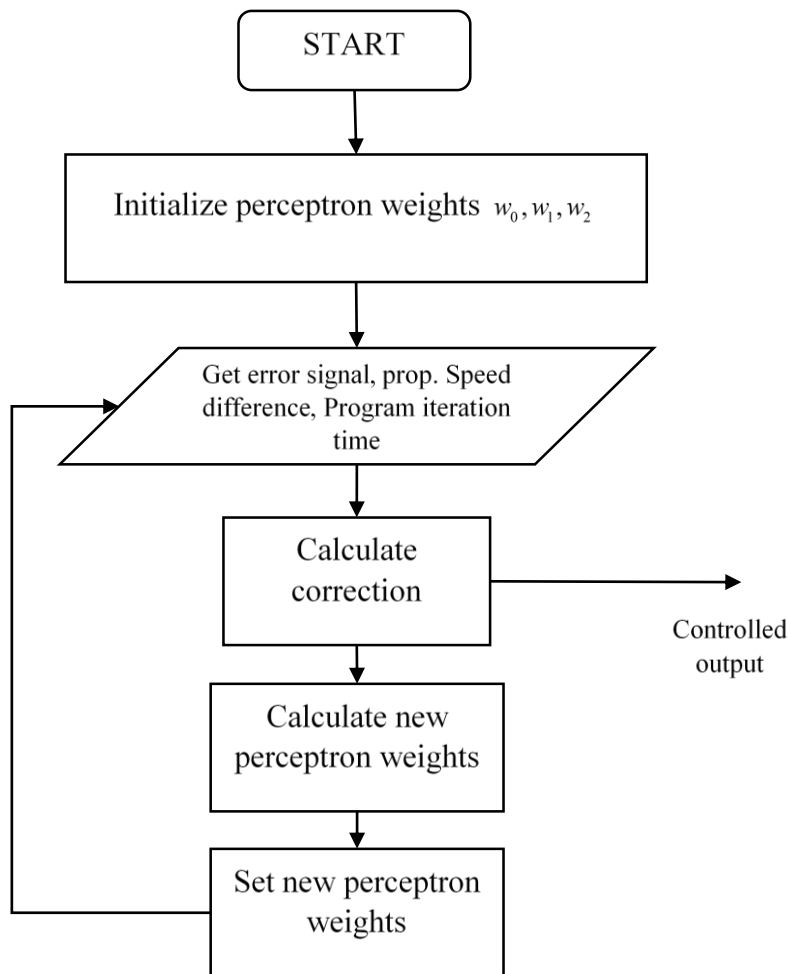 START
Initialize perceptron weights w₀, w₁, w₂
Get error signal, prop. Speed
difference, Program iteration
time
Calculate
correction
Controlled
output
Calculate new
perceptron weights
Set new perceptron
weights